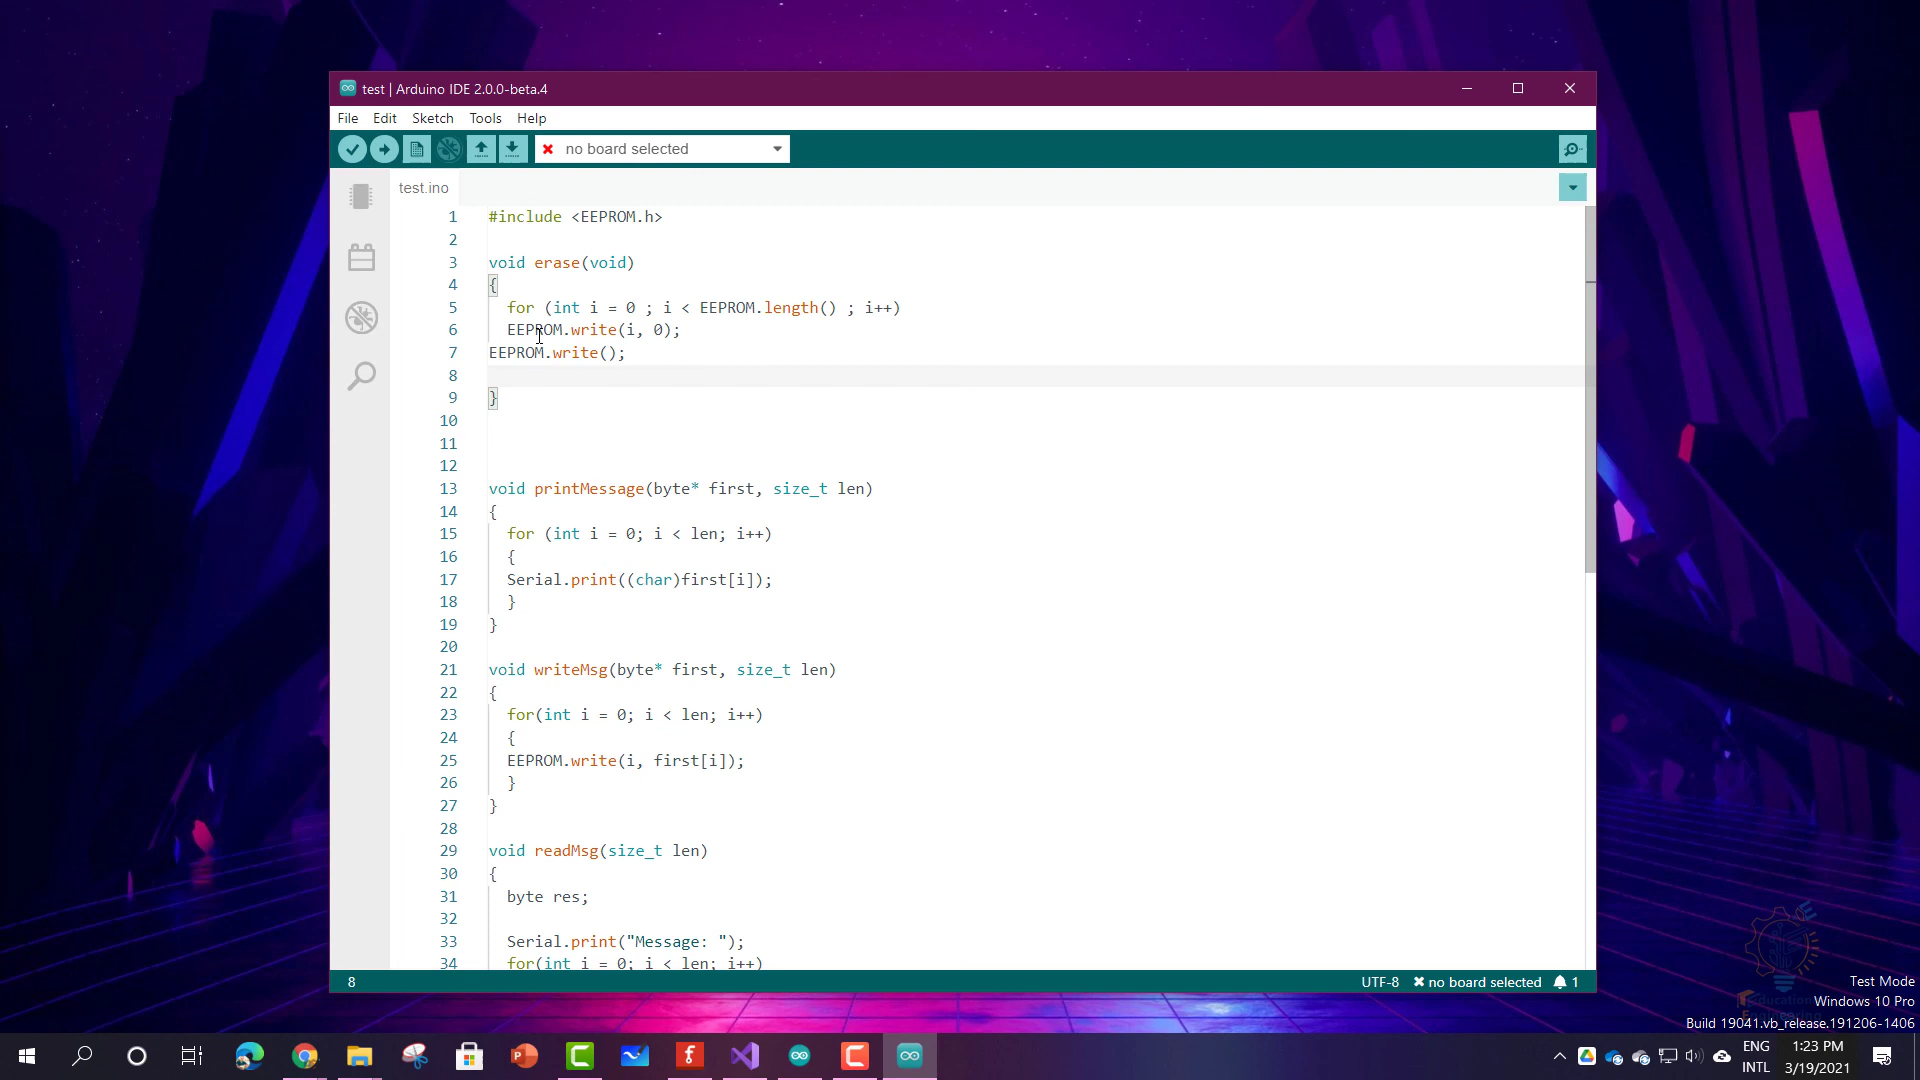 test | Arduino IDE 2.0.0-beta.4
File Edit Sketch Tools Help
no board selected
test.ino
1 #include <EEPROM.h>
2
3 void erase(void)
4 {
5 for (int i = 0 ; i < EEPROM.length() ; i++)
6 EEPROM.write(i, 0);
7 EEPROM.write();
8
9 }
10
11
12
13 void printMessage(byte* first, size_t len)
14 {
15 for (int i = 0; i < len; i++)
16 {
17 Serial.print((char)first[i]);
18 }
19 }
20
21 void writeMsg(byte* first, size_t len)
22 {
23 for(int i = 0; i < len; i++)
24 {
25 EEPROM.write(i, first[i]);
26 }
27 }
28
29 void readMsg(size_t len)
30 {
31 byte res;
32
33 Serial.print("Message: ");
34 for(int i = 0; i < len; i++)
8 UTF-8 no board selected 1
Test Mode
Windows 10 Pro
Build 19041.vb_release.191206-1406
ENG 1:23 PM
INTL 3/19/2021